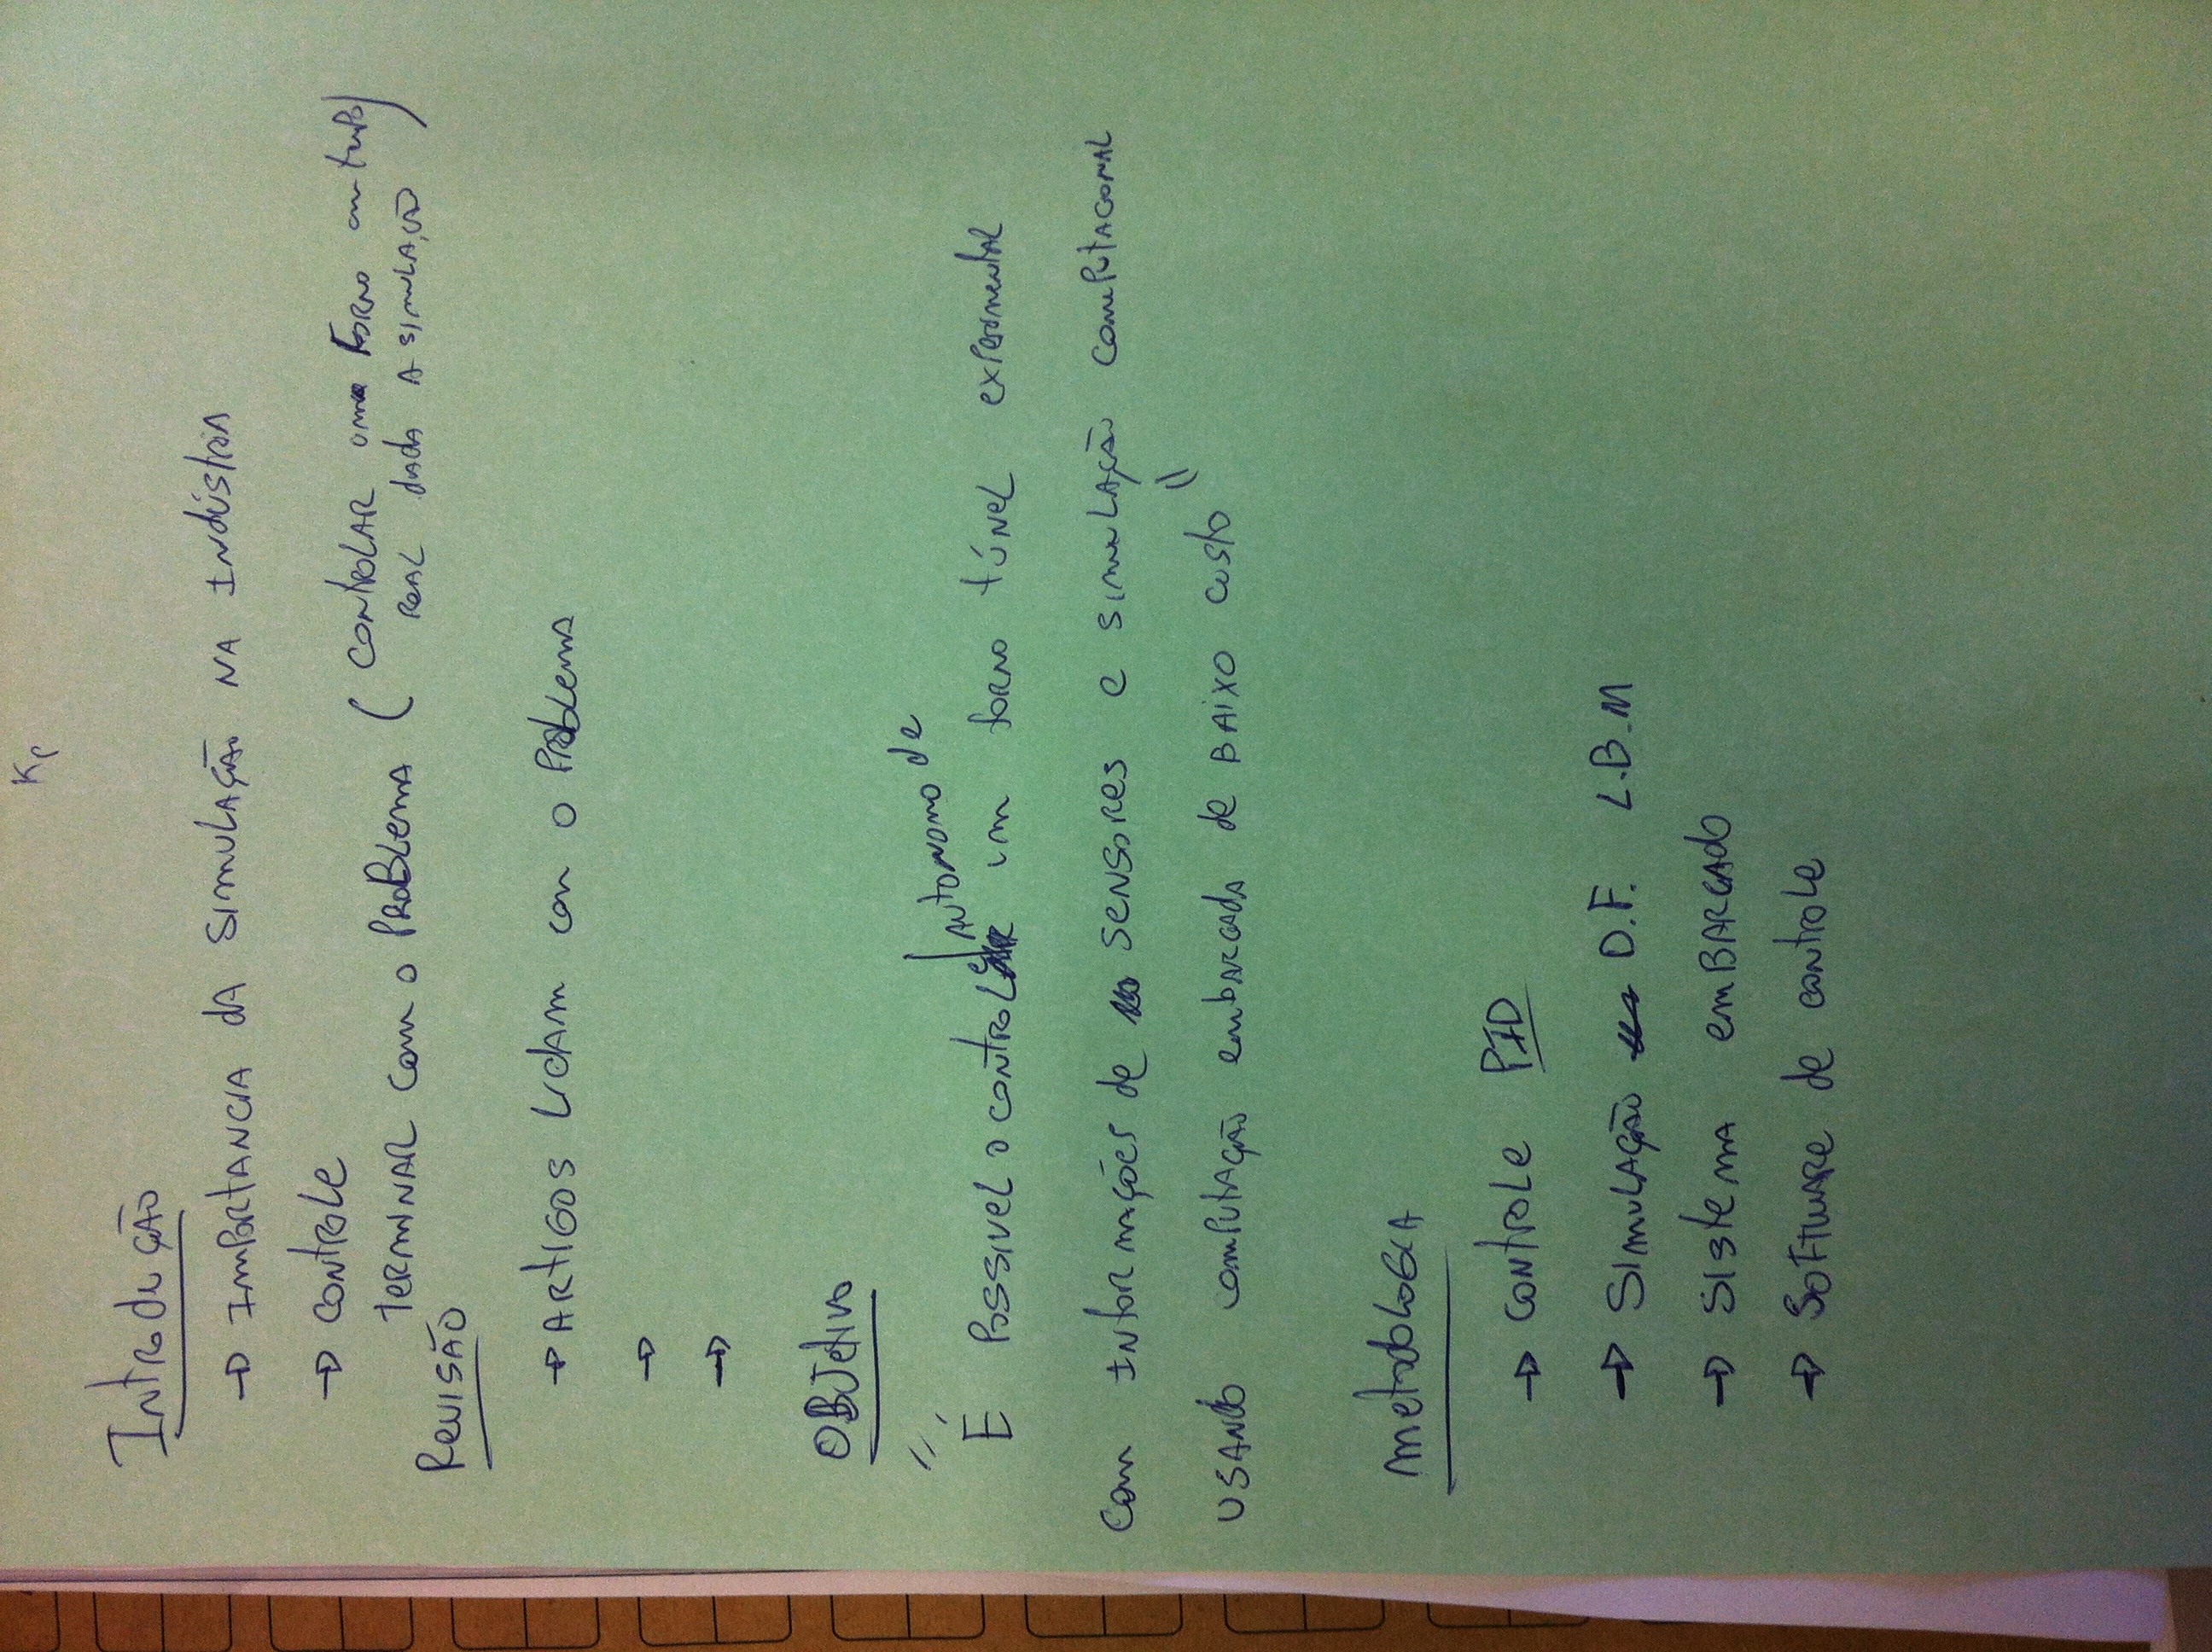 Kp
Introdução
→ Importancia da simulação na indústria
→ controle
terminar com o problema ( controlar um forno em tempo
real dada a simulação )
Revisão
→ Artigos lidam com o problema
→
→
Objetivo
" É possivel o controle autonomo de um forno túnel experimental
com informações de sensores e simulação computacional
usando computação embarcada de baixo custo "
metodologia
→ controle PID
→ Simulação D.F. L.B.M
→ Sistema embarcado
→ Software de controle